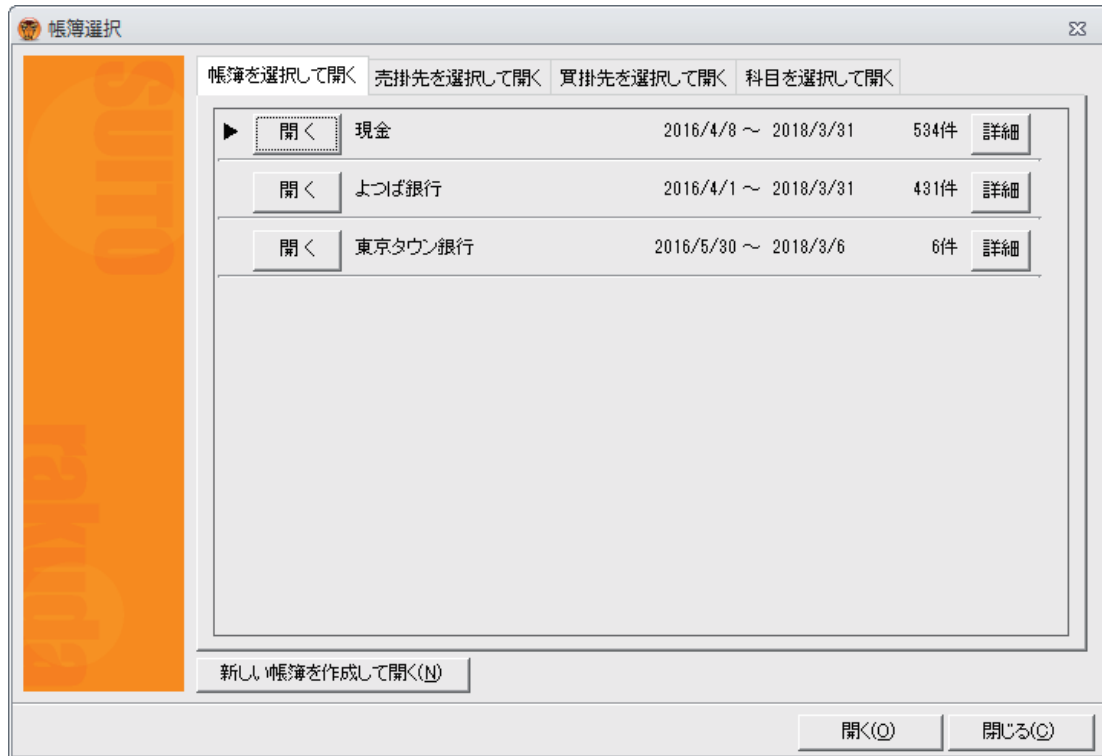 帳簿選択
帳簿を選択して開く 売掛先を選択して開く 買掛先を選択して開く 科目を選択して開く
開く 現金 2016/4/8 ~ 2018/3/31 534件 詳細
開く よつば銀行 2016/4/1 ~ 2018/3/31 431件 詳細
開く 東京タウン銀行 2016/5/30 ~ 2018/3/6 6件 詳細
SUITO
rakuda
新しい帳簿を作成して開く(N)
開く(O) 閉じる(C)